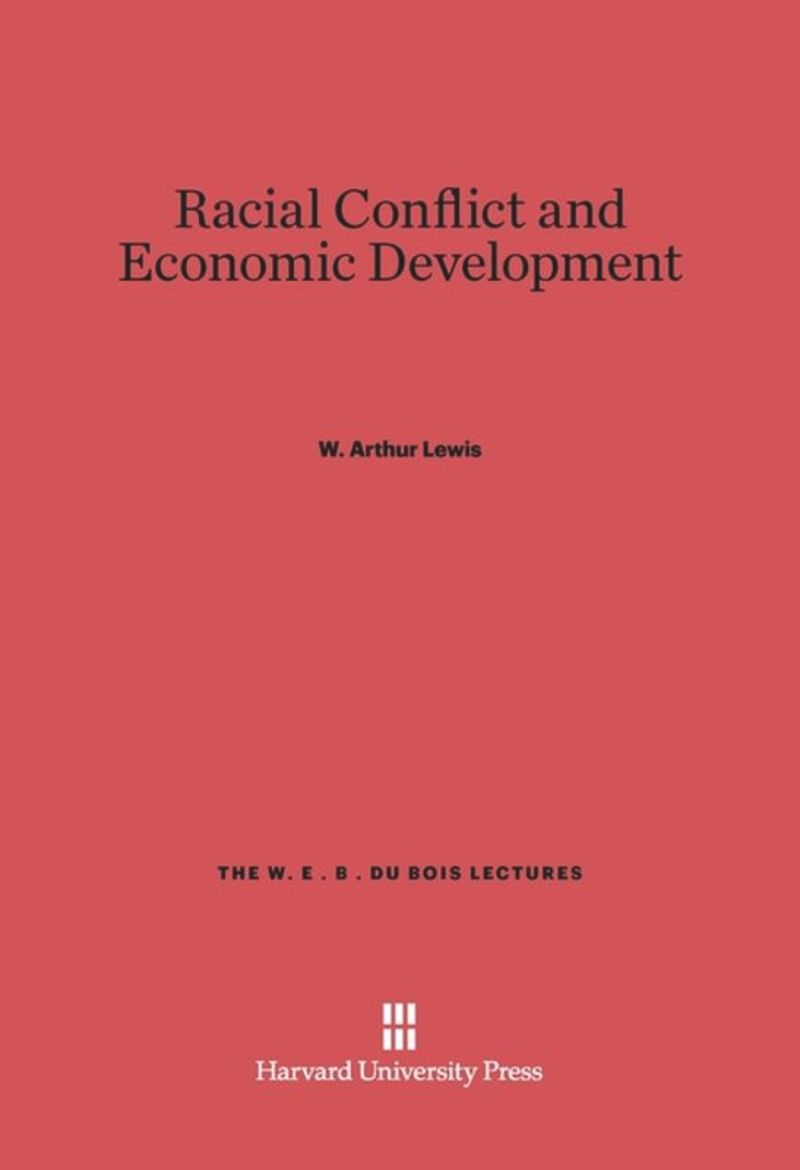 Racial Conflict and
Economic Development
W. Arthur Lewis
THE W. E . B . DU BOIS LECTURES
Harvard University Press